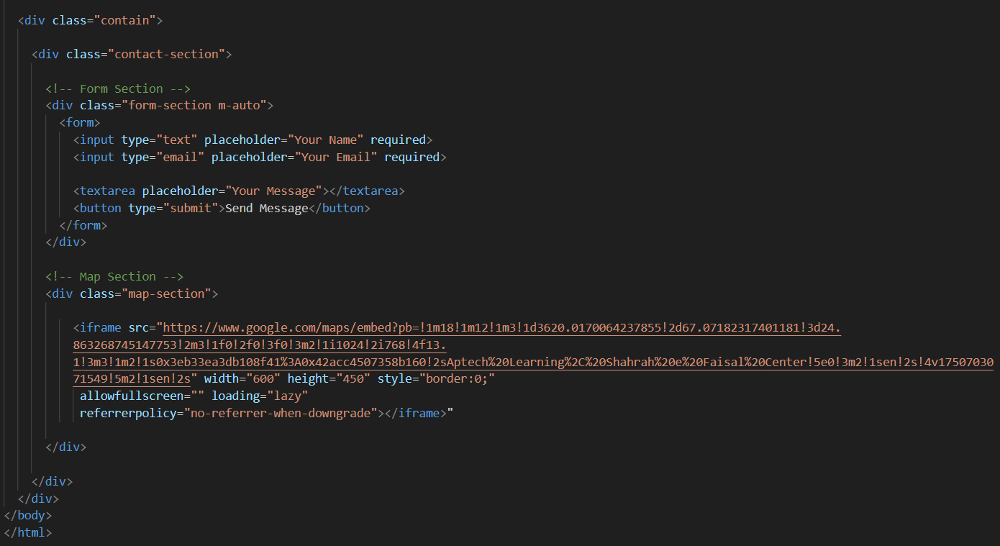 <div class="contain">
<div class="contact-section">
<!-- Form Section -->
<div class="form-section m-auto">
<form>
<input type="text" placeholder="Your Name" required>
<input type="email" placeholder="Your Email" required>
<textarea placeholder="Your Message"></textarea>
<button type="submit">Send Message</button>
</form>
</div>
<!-- Map Section -->
<div class="map-section">
<iframe src="https://www.google.com/maps/embed?pb=!1m18!1m12!1m3!1d3620.0170064237855!2d67.07182317401181!3d24.
863268745147753!2m3!1f0!2f0!3f0!3m2!1i1024!2i768!4f13.
1!3m3!1m2!1s0x3eb33ea3db108f41%3A0x42acc4507358b160!2sAptech%20Learning%2C%20Shahrah%20e%20Faisal%20Center!5e0!3m2!1sen!2s!4v17507030
71549!5m2!1sen!2s" width="600" height="450" style="border:0;"
allowfullscreen="" loading="lazy"
referrerpolicy="no-referrer-when-downgrade"></iframe>"
</div>
</div>
</div>
</body>
</html>